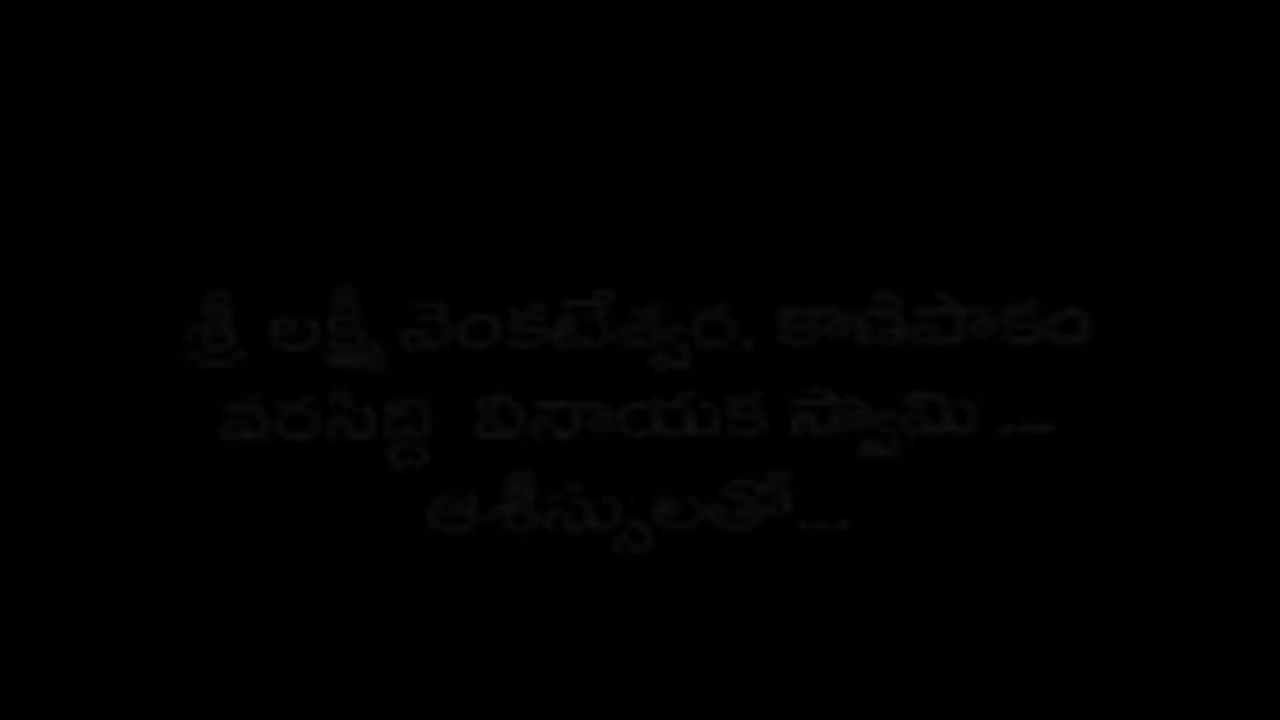 శ్రీ లక్ష్మి వెంకటేశ్వర. కాణిపాకం
వరసిద్ది వినాయక స్వామి ...
ఆశీస్సులతో...